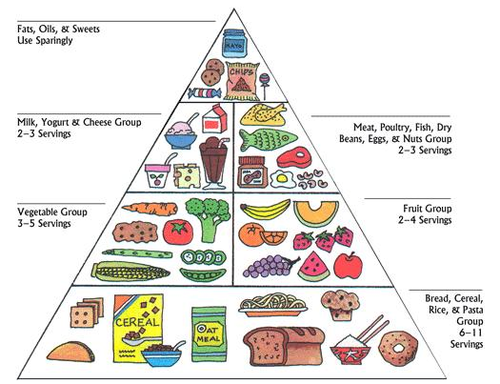 Fats, Oils, & Sweets
Use Sparingly
MAYO
CHIPS
Milk, Yogurt & Cheese Group
2–3 Servings
Meat, Poultry, Fish, Dry
Beans, Eggs, & Nuts Group
2–3 Servings
Vegetable Group
3–5 Servings
Fruit Group
2–4 Servings
Bread, Cereal,
Rice, & Pasta
Group
6–11
Servings
CEREAL
OAT
MEAL